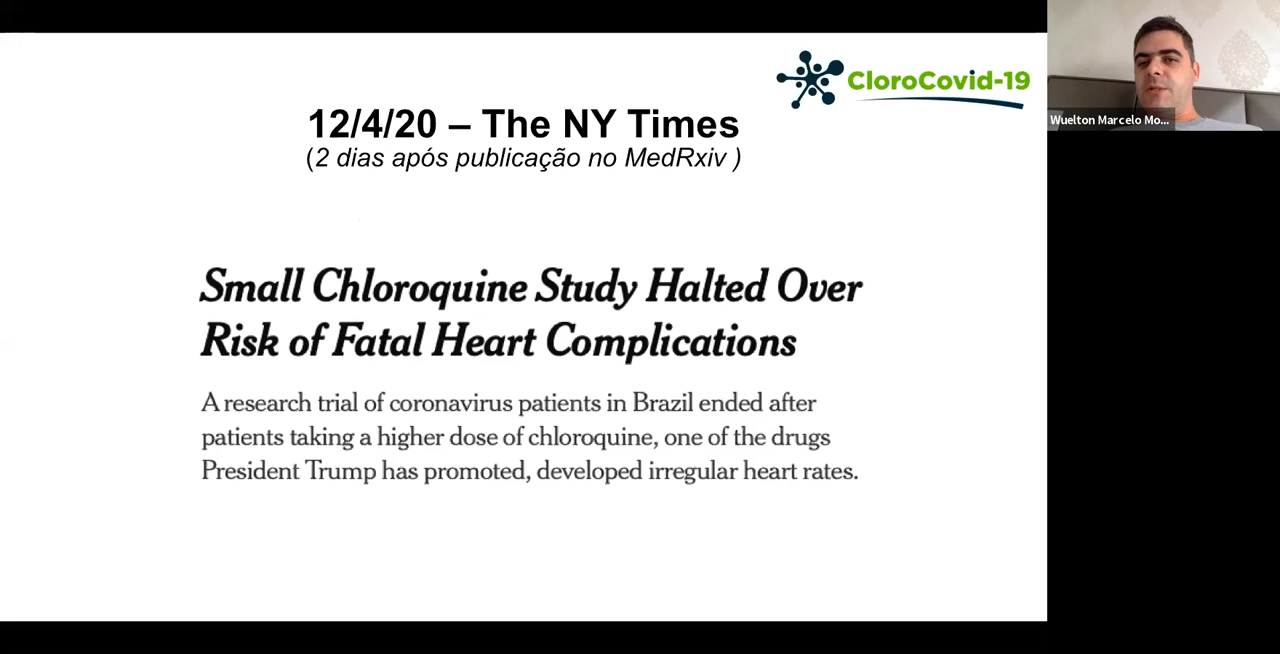 CloroCovid-19
12/4/20 – The NY Times
(2 dias após publicação no MedRxiv )
Small Chloroquine Study Halted Over
Risk of Fatal Heart Complications
A research trial of coronavirus patients in Brazil ended after
patients taking a higher dose of chloroquine, one of the drugs
President Trump has promoted, developed irregular heart rates.
Wuelton Marcelo Mo...